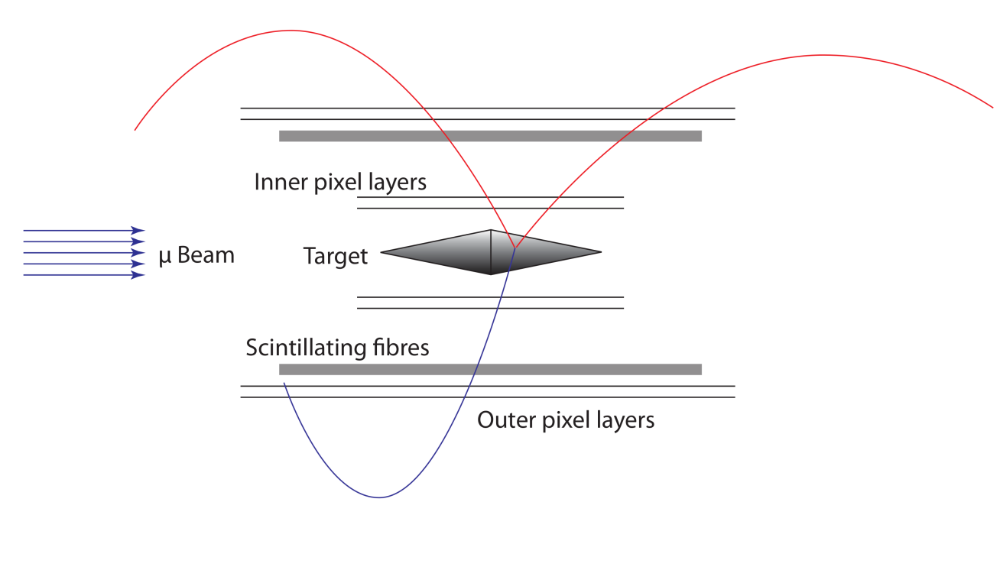 Inner pixel layers
μ Beam
Target
Scintillating fibres
Outer pixel layers